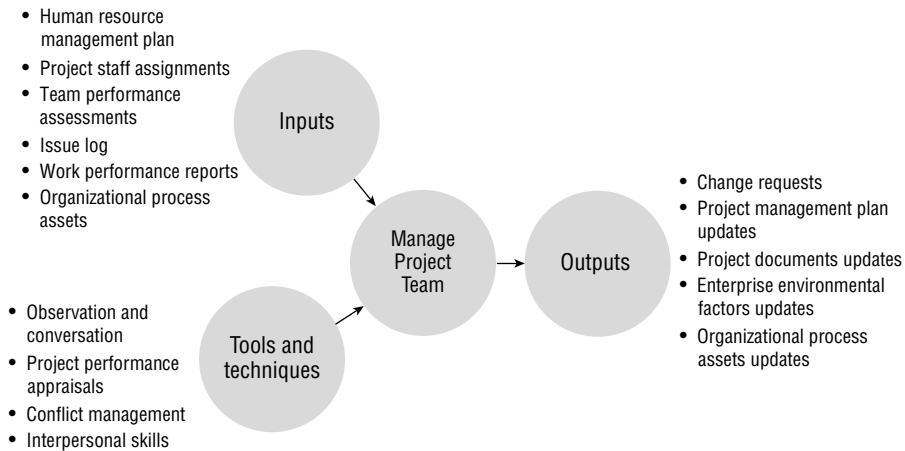 • Human resource
management plan
• Project staff assignments
• Team performance
assessments
• Issue log
• Work performance reports
• Organizational process
assets
Inputs
Manage
Project
Team
Outputs
• Change requests
• Project management plan
updates
• Project documents updates
• Enterprise environmental
factors updates
• Organizational process
assets updates
• Observation and
conversation
• Project performance
appraisals
• Conflict management
• Interpersonal skills
Tools and
techniques